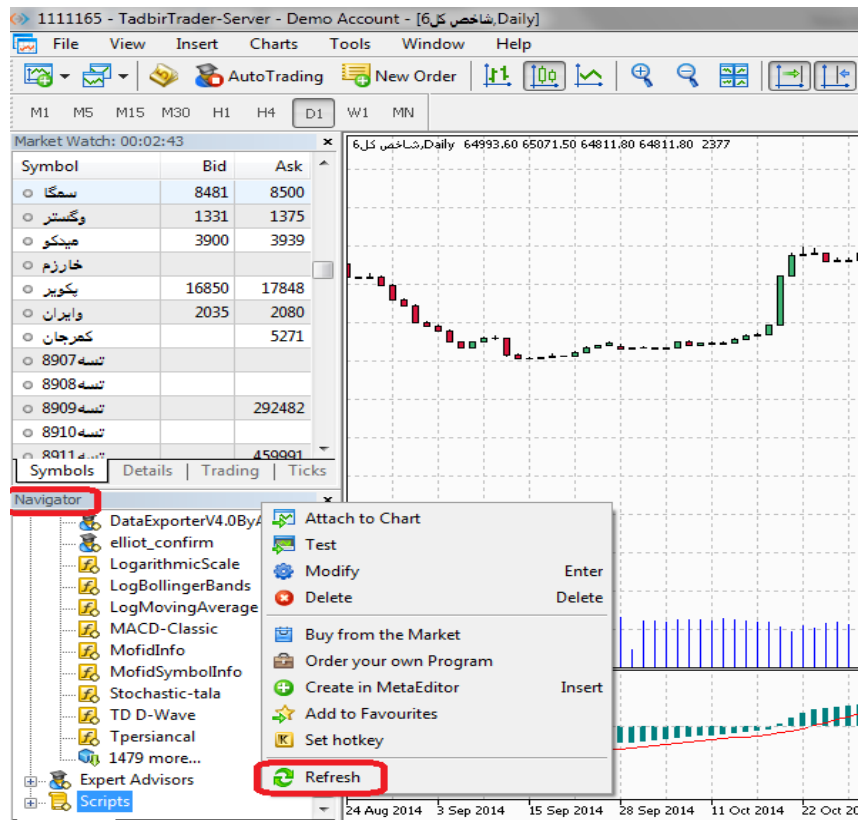 1111165 - TadbirTrader-Server - Demo Account - [شاخص کل6,Daily]
File View Insert Charts Tools Window Help
AutoTrading New Order
M1 M5 M15 M30 H1 H4 D1 W1 MN
Market Watch: 00:02:43
Symbol Bid Ask
سمگا 8481 8500
وگستر 1331 1375
میدکو 3900 3939
خارزم
پکویر 16850 17848
وایران 2035 2080
کمرجان 5271
تسه8907
تسه8908
تسه8909 292482
تسه8910
تسه8911 459991
Symbols Details | Trading | Ticks
Navigator
DataExporterV4.0ByA
elliot_confirm
LogarithmicScale
LogBollingerBands
LogMovingAverage
MACD-Classic
MofidInfo
MofidSymbolInfo
Stochastic-tala
TD D-Wave
Tpersiancal
1479 more...
Expert Advisors
Scripts
Attach to Chart
Test
Modify Enter
Delete Delete
Buy from the Market
Order your own Program
Create in MetaEditor Insert
Add to Favourites
Set hotkey
Refresh
شاخص کل6,Daily 64993.60 65071.50 64811.80 64811.80 2377
24 Aug 2014 3 Sep 2014 15 Sep 2014 28 Sep 2014 11 Oct 2014 22 Oct 20